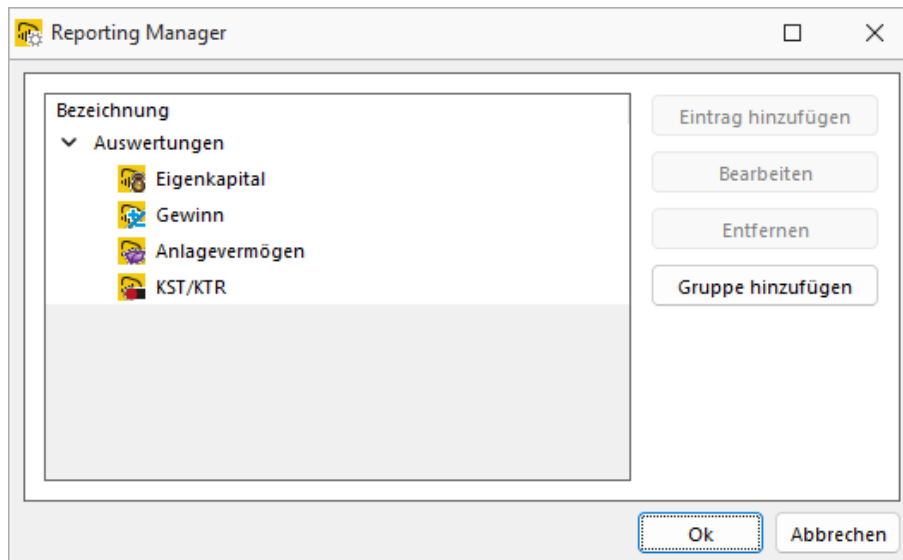 Reporting Manager
Bezeichnung
Auswertungen
Eigenkapital
Gewinn
Anlagevermögen
KST/KTR
Eintrag hinzufügen
Bearbeiten
Entfernen
Gruppe hinzufügen
Ok
Abbrechen